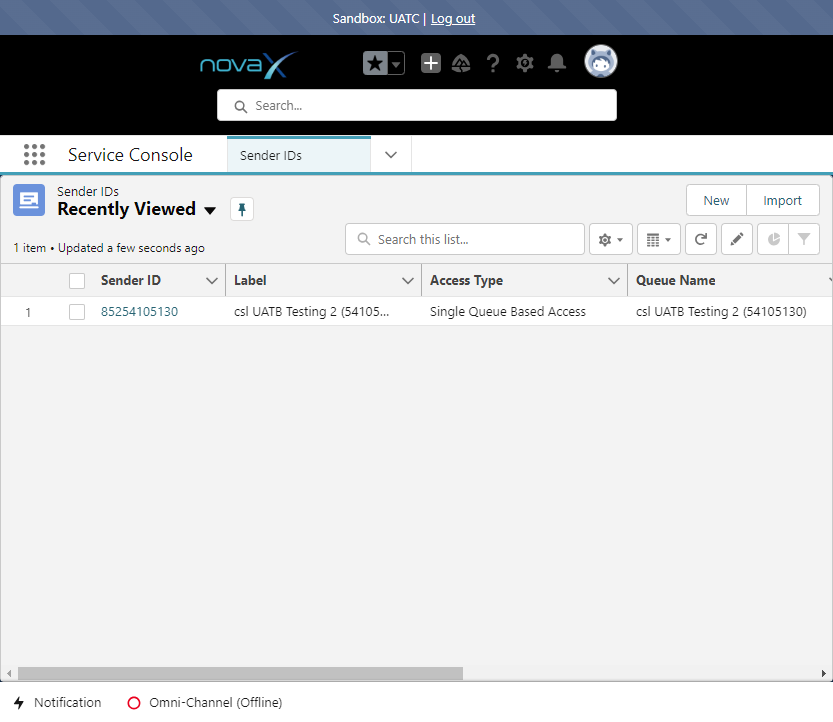 Sandbox: UATC | Log out
novaX
Search...
Service Console
Sender IDs
Sender IDs
Recently Viewed
New
Import
1 item • Updated a few seconds ago
Search this list...
Sender ID
Label
Access Type
Queue Name
1
85254105130
csl UATB Testing 2 (54105...
Single Queue Based Access
csl UATB Testing 2 (54105130)
Notification
Omni-Channel (Offline)